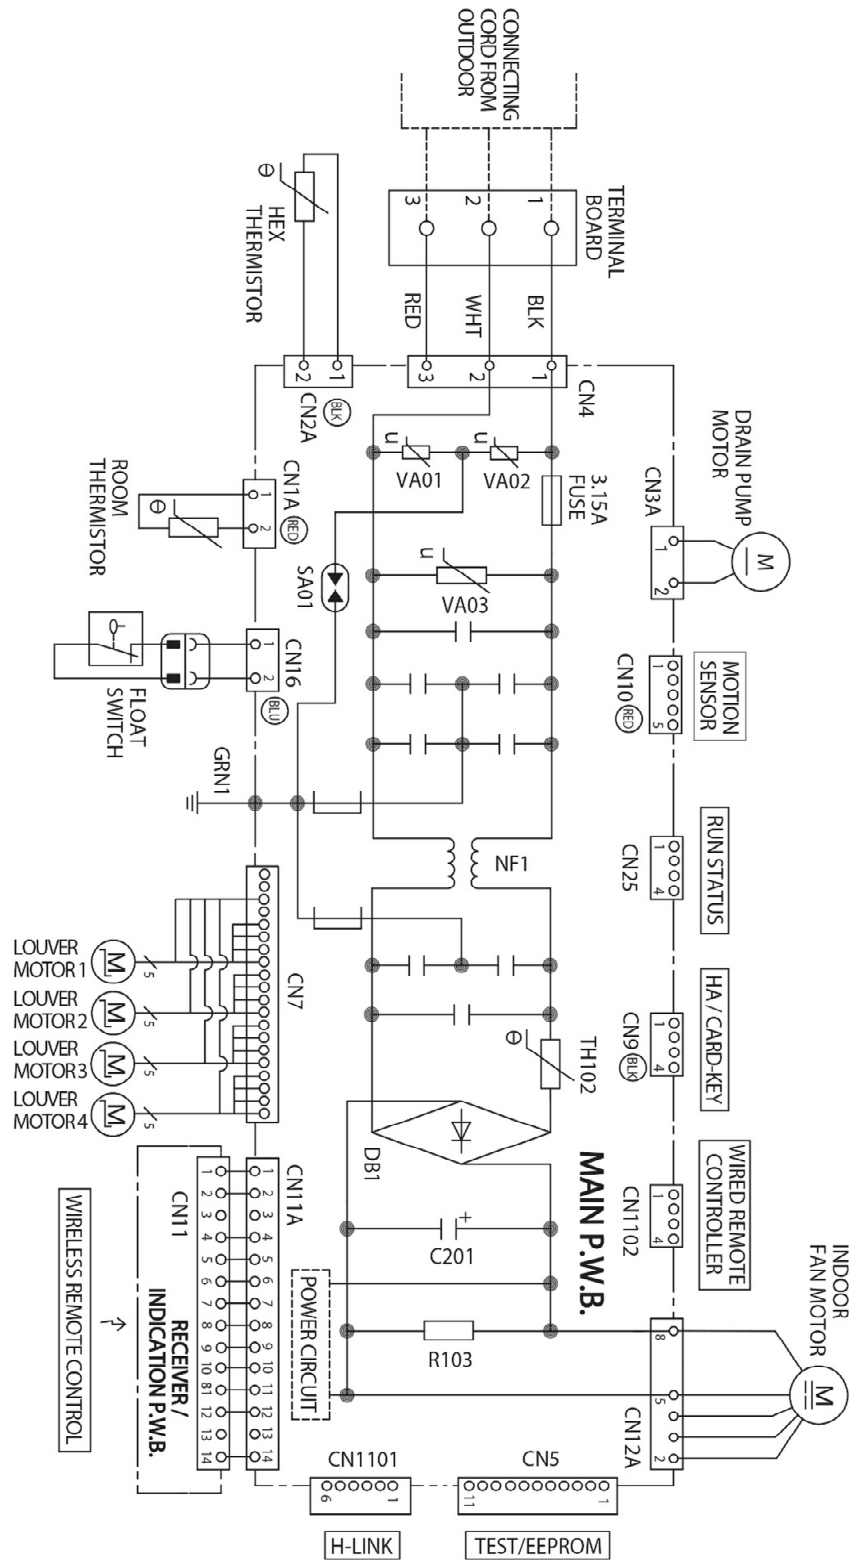 CONNECTING
CORD FROM
OUTDOOR
TERMINAL
BOARD
1
2
3
BLK
WHT
RED
HEX
THERMISTOR
1
2
CN2A
BLK
3
2
1
CN4
DRAIN PUMP
MOTOR
M
CN3A
1
2
VA01
u
VA02
u
3.15A
FUSE
VA03
u
SA01
CN1A
RED
1
2
ROOM
THERMISTOR
CN16
BLU
1
2
FLOAT
SWITCH
MOTION
SENSOR
1
5
CN10
RED
GRN1
NF1
RUN STATUS
1
4
CN25
HA / CARD-KEY
1
4
CN9
BLK
CN7
LOUVER
MOTOR 1
M
5
LOUVER
MOTOR 2
M
5
LOUVER
MOTOR 3
M
5
LOUVER
MOTOR 4
M
5
TH102
DB1
MAIN P.W.B.
WIRED REMOTE
CONTROLLER
1
4
CN1102
+
C201
POWER CIRCUIT
R103
INDOOR
FAN MOTOR
M
8
5
2
CN12A
CN11A
1 2 3 4 5 6 7 8 9 10 11 12 13 14
CN11
1 2 3 4 5 6 7 8 9 10 B1 12 13 14
RECEIVER /
INDICATION P.W.B.
WIRELESS REMOTE CONTROL
CN1101
6
1
H-LINK
CN5
11
1
TEST/EEPROM